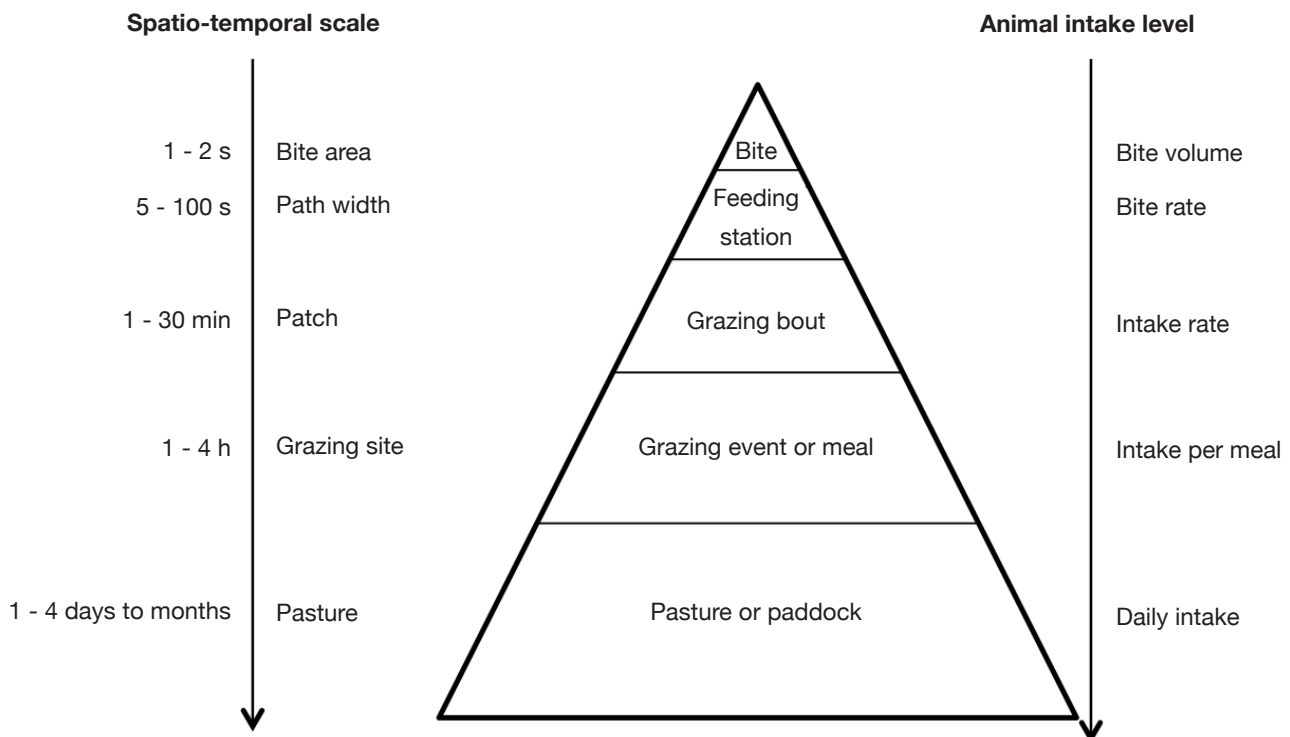 Spatio-temporal scale
Animal intake level
1 - 2 s
Bite area
Bite
Bite volume
5 - 100 s
Path width
Feeding
station
Bite rate
1 - 30 min
Patch
Grazing bout
Intake rate
1 - 4 h
Grazing site
Grazing event or meal
Intake per meal
1 - 4 days to months
Pasture
Pasture or paddock
Daily intake